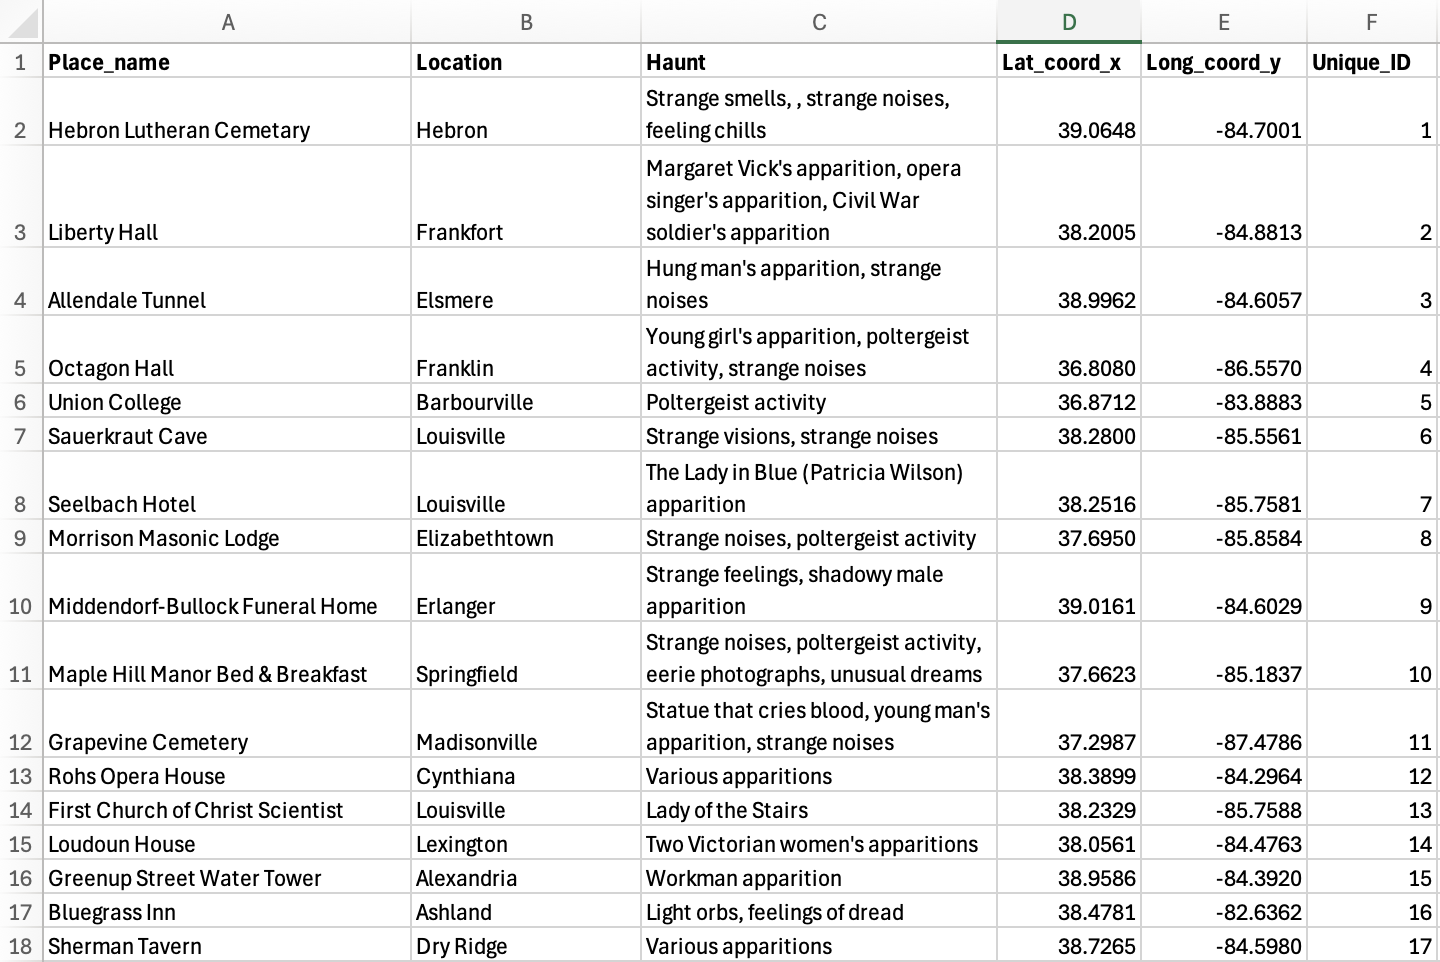 A B C D E F
1 Place_name Location Haunt Lat_coord_x Long_coord_y Unique_ID
Strange smells, , strange noises,
2 Hebron Lutheran Cemetary Hebron feeling chills 39.0648 -84.7001 1
Margaret Vick's apparition, opera
singer's apparition, Civil War
3 Liberty Hall Frankfort soldier's apparition 38.2005 -84.8813 2
Hung man's apparition, strange
4 Allendale Tunnel Elsmere noises 38.9962 -84.6057 3
Young girl's apparition, poltergeist
5 Octagon Hall Franklin activity, strange noises 36.8080 -86.5570 4
6 Union College Barbourville Poltergeist activity 36.8712 -83.8883 5
7 Sauerkraut Cave Louisville Strange visions, strange noises 38.2800 -85.5561 6
The Lady in Blue (Patricia Wilson)
8 Seelbach Hotel Louisville apparition 38.2516 -85.7581 7
9 Morrison Masonic Lodge Elizabethtown Strange noises, poltergeist activity 37.6950 -85.8584 8
Strange feelings, shadowy male
10 Middendorf-Bullock Funeral Home Erlanger apparition 39.0161 -84.6029 9
Strange noises, poltergeist activity,
11 Maple Hill Manor Bed & Breakfast Springfield eerie photographs, unusual dreams 37.6623 -85.1837 10
Statue that cries blood, young man's
12 Grapevine Cemetery Madisonville apparition, strange noises 37.2987 -87.4786 11
13 Rohs Opera House Cynthiana Various apparitions 38.3899 -84.2964 12
14 First Church of Christ Scientist Louisville Lady of the Stairs 38.2329 -85.7588 13
15 Loudoun House Lexington Two Victorian women's apparitions 38.0561 -84.4763 14
16 Greenup Street Water Tower Alexandria Workman apparition 38.9586 -84.3920 15
17 Bluegrass Inn Ashland Light orbs, feelings of dread 38.4781 -82.6362 16
18 Sherman Tavern Dry Ridge Various apparitions 38.7265 -84.5980 17